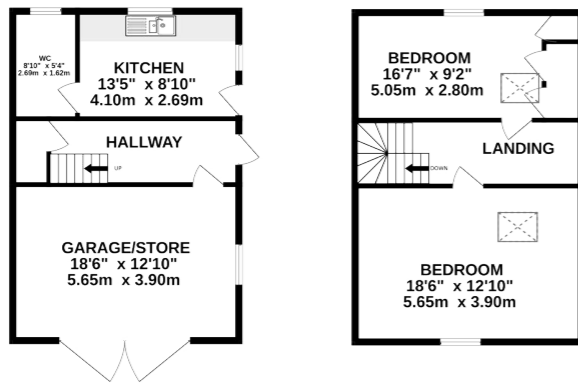 WC
8'10" x 5'4"
2.69m x 1.62m
KITCHEN
13'5" x 8'10"
4.10m x 2.69m
HALLWAY
UP
GARAGE/STORE
18'6" x 12'10"
5.65m x 3.90m
BEDROOM
16'7" x 9'2"
5.05m x 2.80m
LANDING
DOWN
BEDROOM
18'6" x 12'10"
5.65m x 3.90m